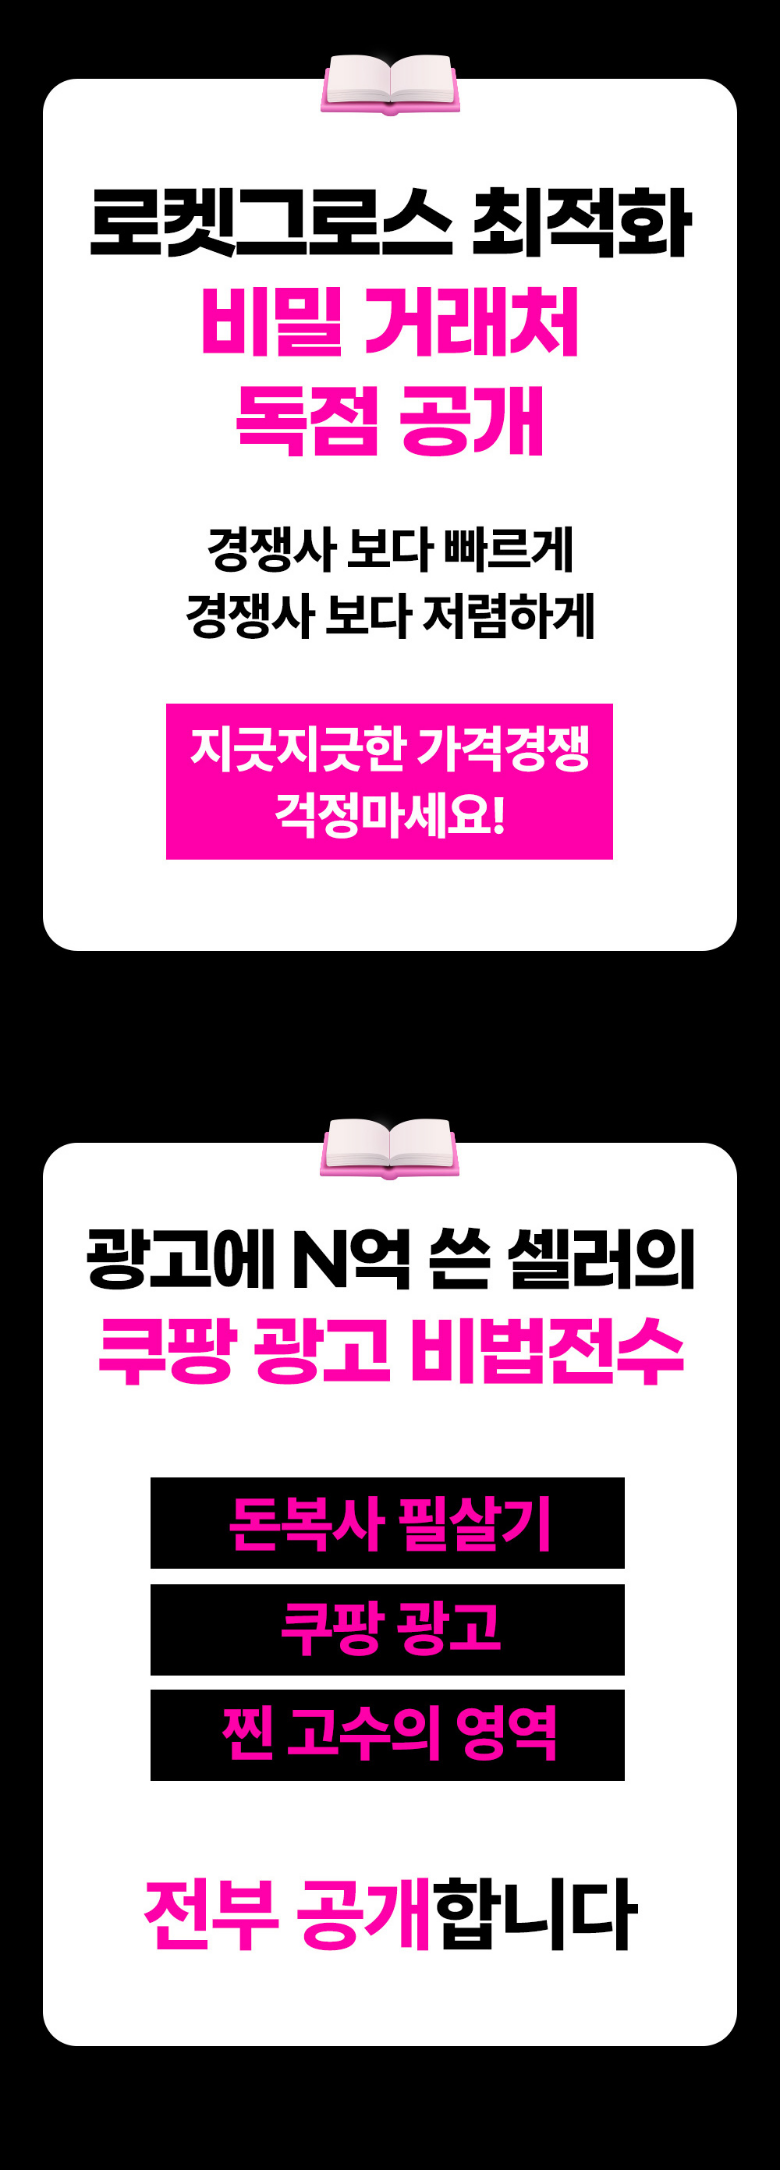 로켓그로스 최적화
비밀 거래처
독점 공개
경쟁사 보다 빠르게
경쟁사 보다 저렴하게
지긋지긋한 가격경쟁
걱정마세요!
광고에 N억 쓴 셀러의
쿠팡 광고 비법전수
돈복사 필살기
쿠팡 광고
찐 고수의 영역
전부 공개합니다